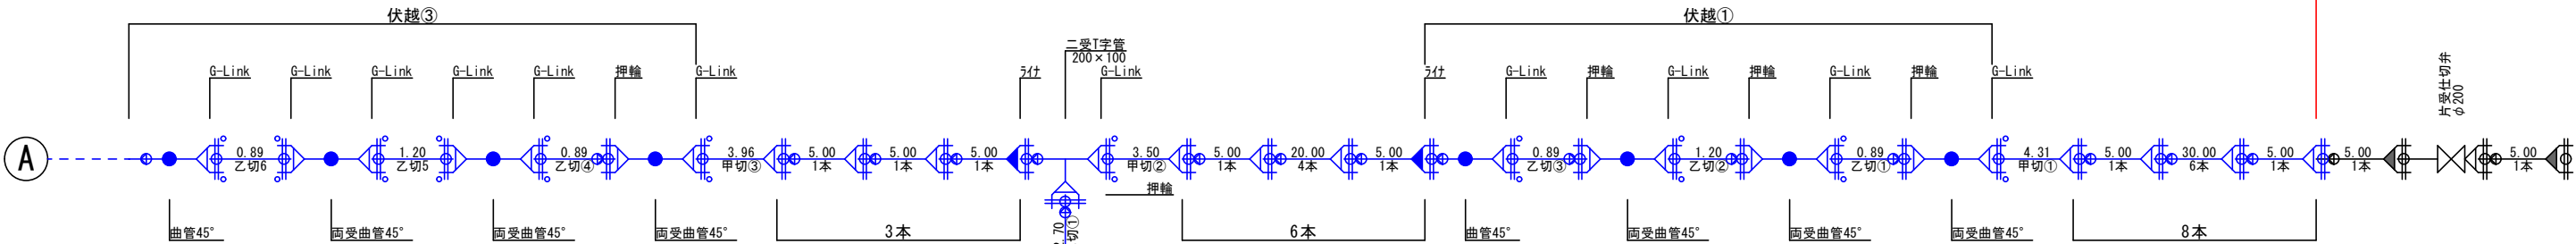 伏越③
伏越①
二受T字管
200×100
G-Link
G-Link
G-Link
G-Link
G-Link
押輪
G-Link
ライナ
G-Link
ライナ
G-Link
押輪
G-Link
押輪
G-Link
押輪
G-Link
片受仕切弁
φ200
A
0.89
乙切6
1.20
乙切5
0.89
乙切④
3.96
甲切③
5.00
1本
5.00
1本
5.00
1本
3.50
甲切②
5.00
1本
20.00
4本
5.00
1本
0.89
乙切③
1.20
乙切②
0.89
乙切①
4.31
甲切①
5.00
1本
30.00
6本
5.00
1本
5.00
1本
5.00
1本
押輪
.70
切①
曲管45°
両受曲管45°
両受曲管45°
両受曲管45°
3本
6本
曲管45°
両受曲管45°
両受曲管45°
両受曲管45°
8本